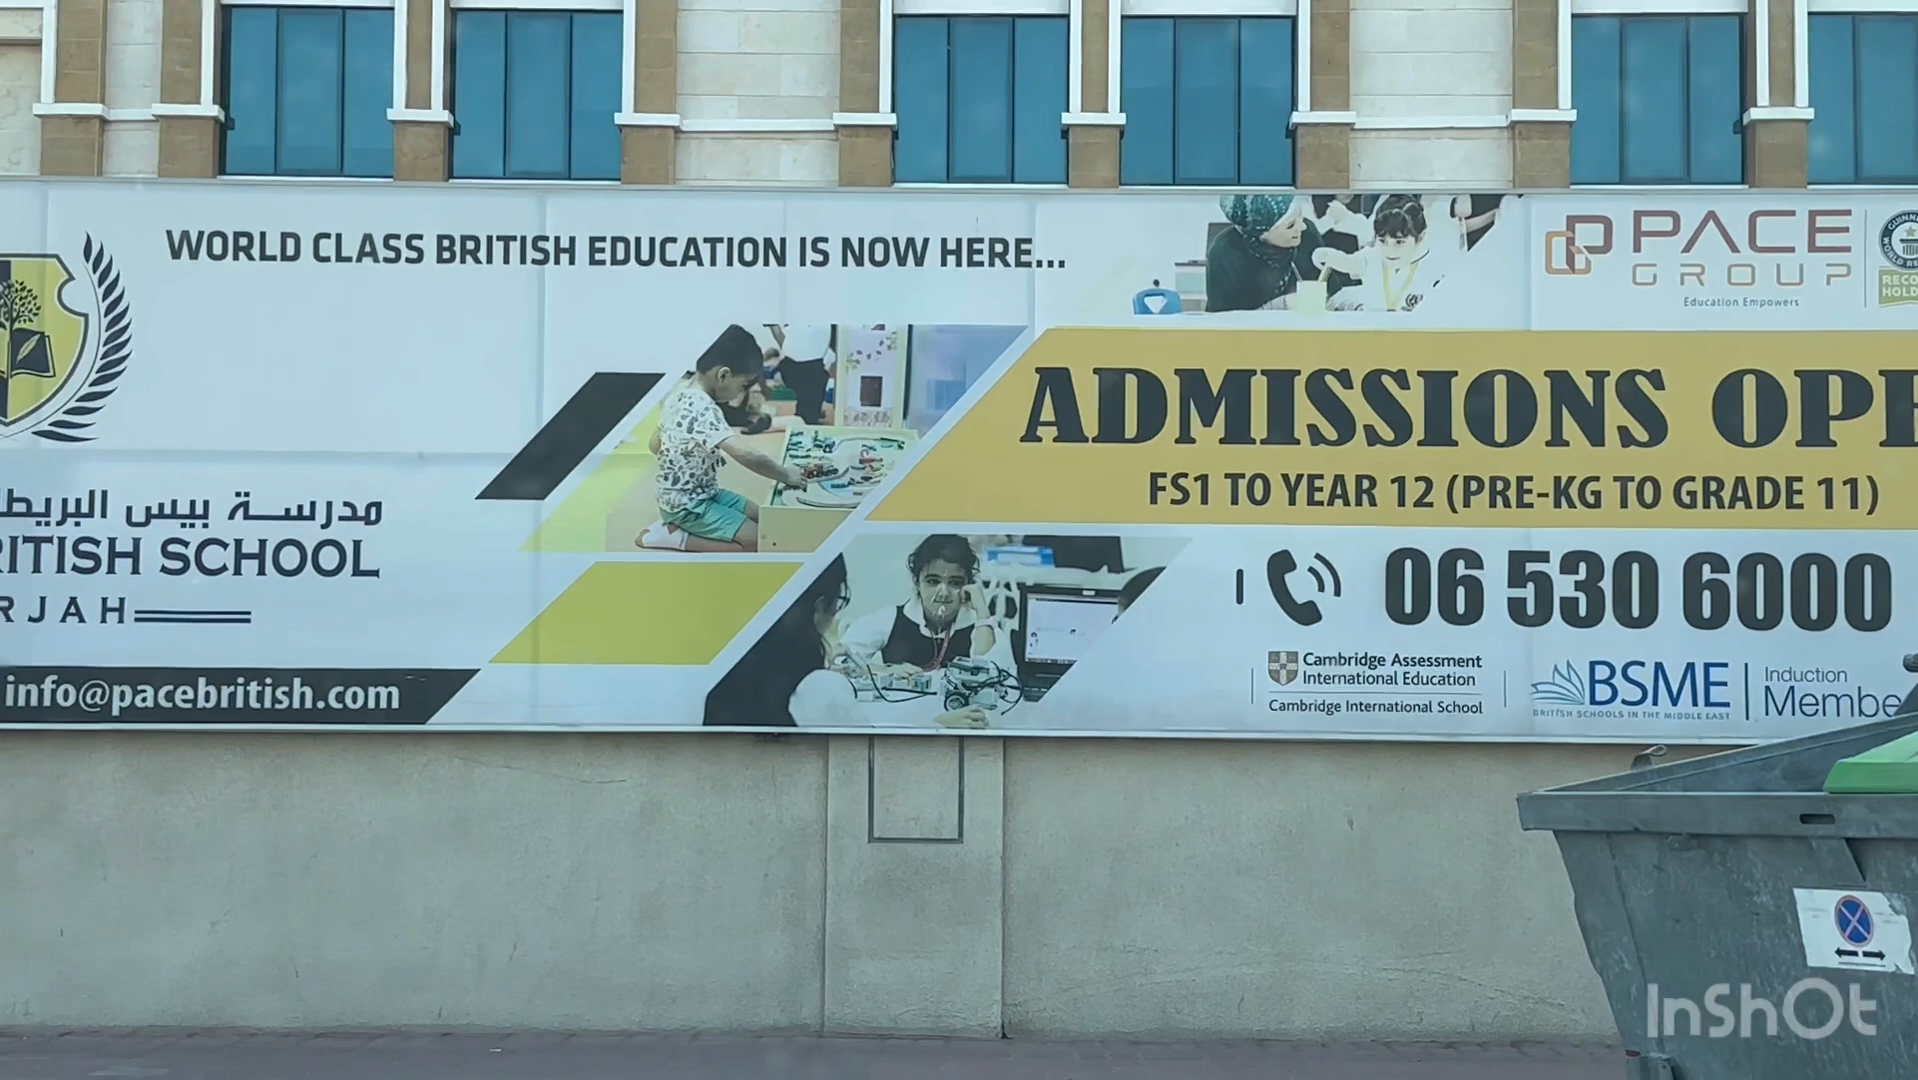 WORLD CLASS BRITISH EDUCATION IS NOW HERE...
PACE
GROUP
Education Empowers
ADMISSIONS OPE
FS1 TO YEAR 12 (PRE-KG TO GRADE 11)
مدرسة بيس البريط
RITISH SCHOOL
RJAH
06 530 6000
info@pacebritish.com
Cambridge Assessment
International Education
Cambridge International School
BSME
BRITISH SCHOOLS IN THE MIDDLE EAST
Induction
Membe
InShOt